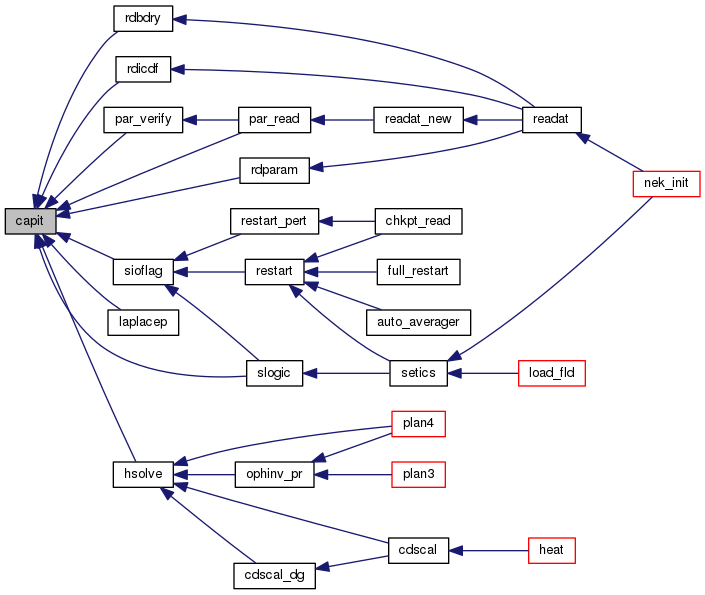 rdbdry
rdicdf
par_verify
par_read
readat_new
readat
rdparam
nek_init
capit
restart_pert
chkpt_read
sioflag
restart
full_restart
laplacep
auto_averager
slogic
setics
load_fld
plan4
hsolve
ophinv_pr
plan3
cdscal
heat
cdscal_dg